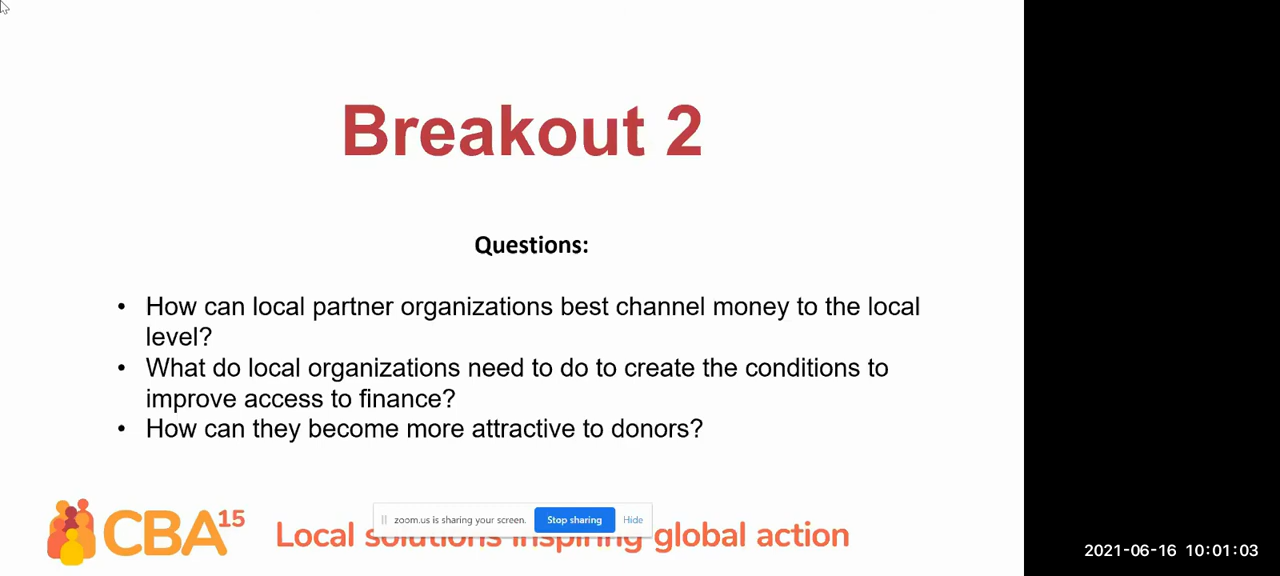 Breakout 2
Questions:
• How can local partner organizations best channel money to the local
level?
• What do local organizations need to do to create the conditions to
improve access to finance?
• How can they become more attractive to donors?
CBA15
Local solutions inspiring global action
zoom.us is sharing your screen. Stop sharing Hide
2021-06-16 10:01:03